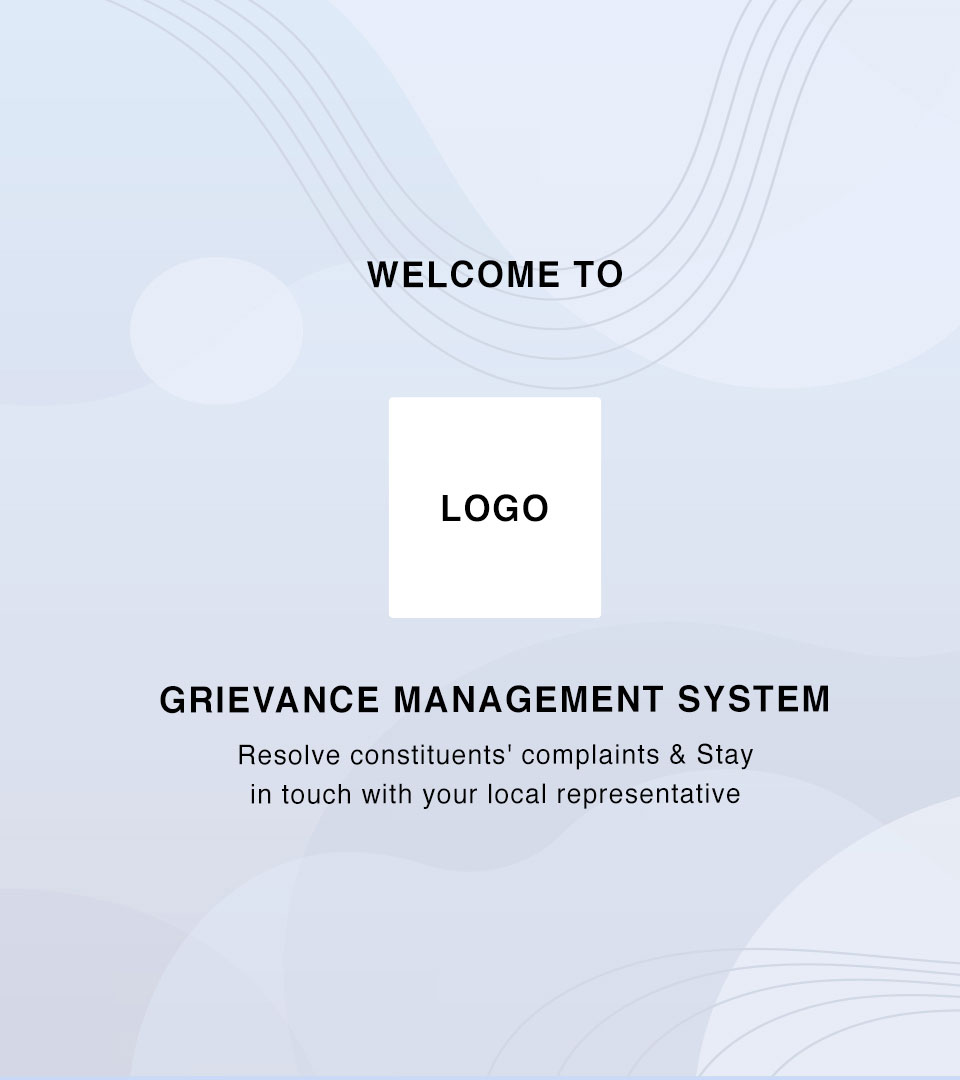 WELCOME TO
LOGO
GRIEVANCE MANAGEMENT SYSTEM
Resolve constituents' complaints & Stay
in touch with your local representative